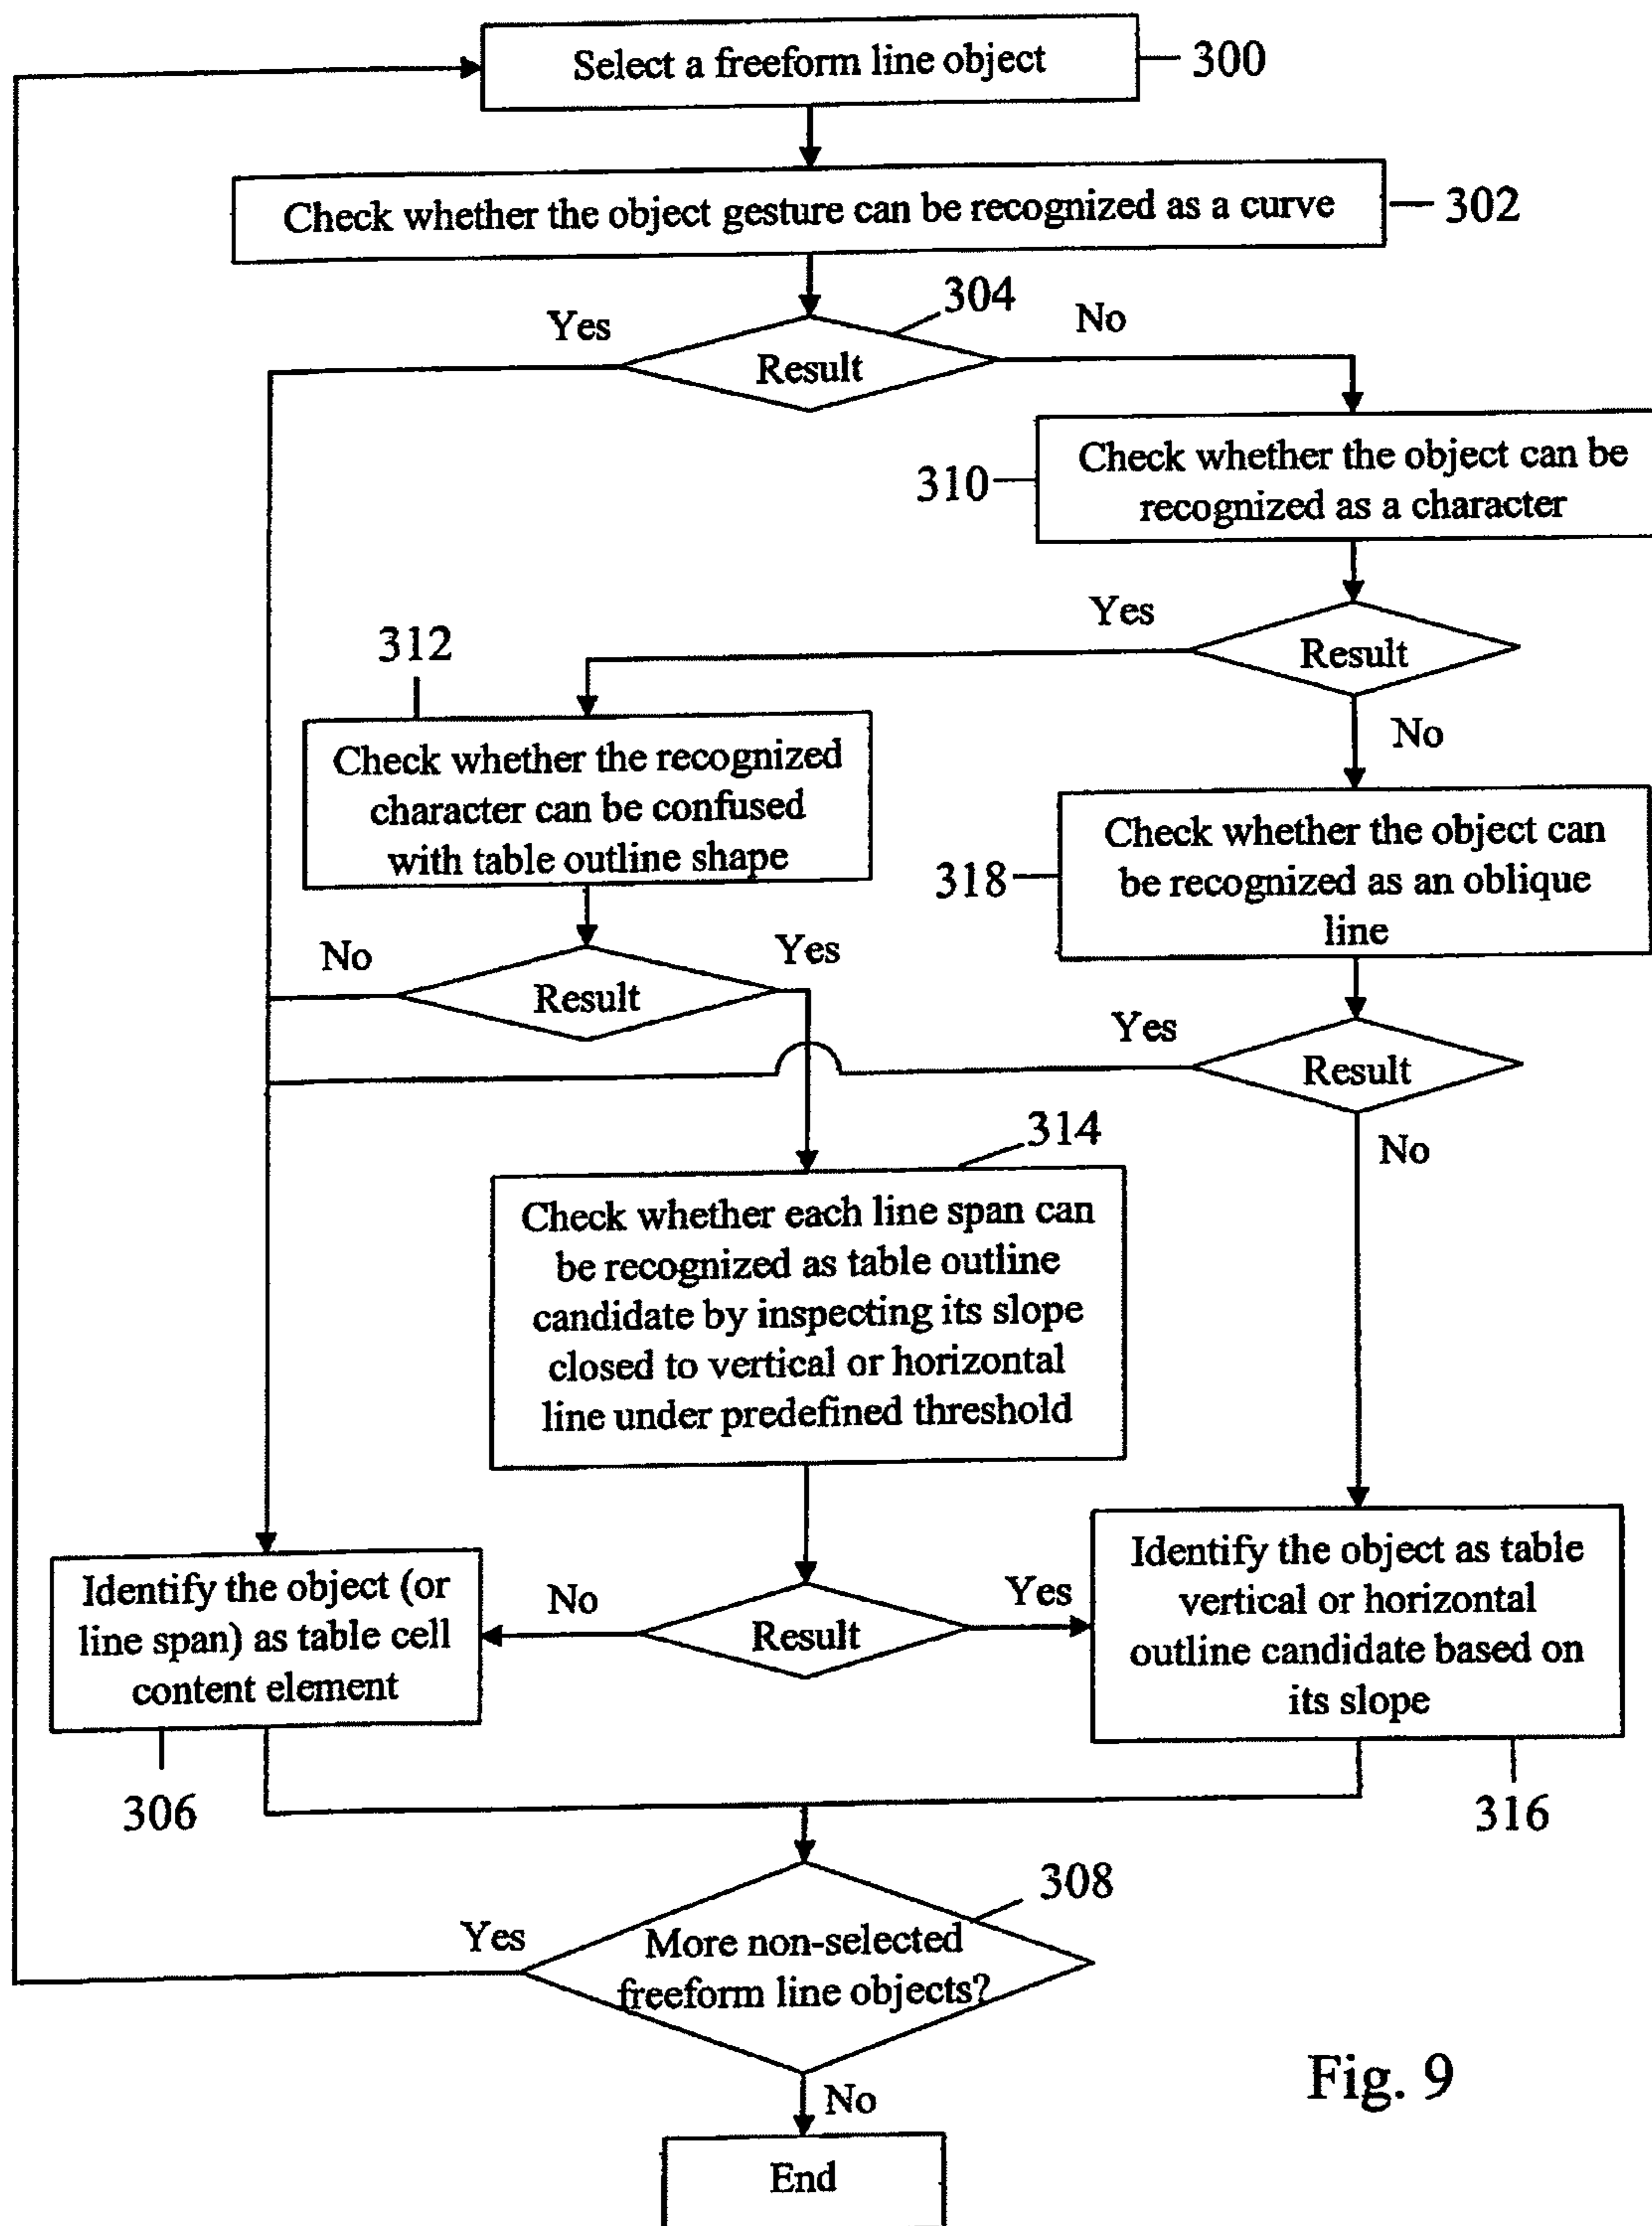 Select a freeform line object
300
Check whether the object gesture can be recognized as a curve
302
304
Yes
No
Result
Check whether the object can be
recognized as a character
310
Yes
Result
No
312
Check whether the recognized
character can be confused
with table outline shape
Check whether the object can
be recognized as an oblique
line
318
No
Yes
Result
Yes
Result
No
314
Check whether each line span can
be recognized as table outline
candidate by inspecting its slope
closed to vertical or horizontal
line under predefined threshold
Identify the object (or
line span) as table cell
content element
No
Result
Yes
Identify the object as table
vertical or horizontal
outline candidate based on
its slope
306
316
308
Yes
More non-selected
freeform line objects?
No
End
Fig. 9